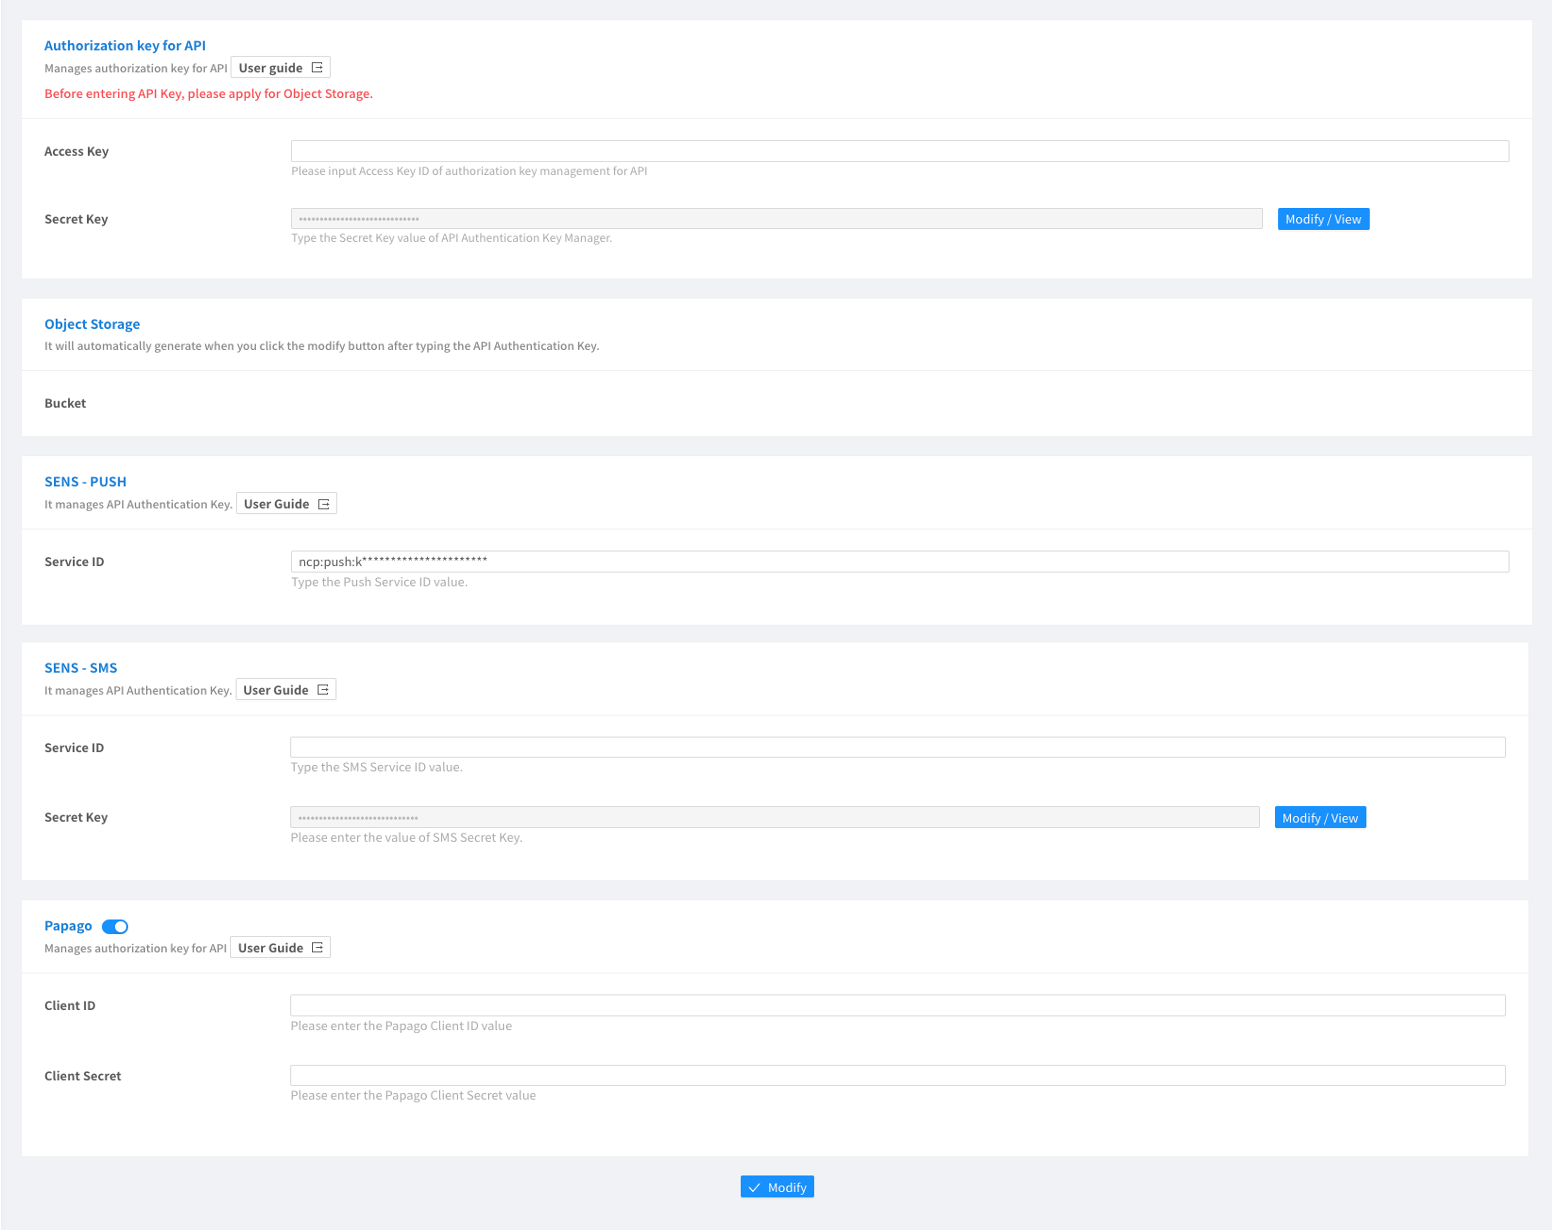 Authorization key for API
Manages authorization key for API User guide
Before entering API Key, please apply for Object Storage.
Access Key
Please input Access Key ID of authorization key management for API
Secret Key ••••••••••••••••••••••••••••• Modify / View
Type the Secret Key value of API Authentication Key Manager.
Object Storage
It will automatically generate when you click the modify button after typing the API Authentication Key.
Bucket
SENS - PUSH
It manages API Authentication Key. User Guide
Service ID ncp:push:k**********************
Type the Push Service ID value.
SENS - SMS
It manages API Authentication Key. User Guide
Service ID
Type the SMS Service ID value.
Secret Key ••••••••••••••••••••••••••••• Modify / View
Please enter the value of SMS Secret Key.
Papago
Manages authorization key for API User Guide
Client ID
Please enter the Papago Client ID value
Client Secret
Please enter the Papago Client Secret value
Modify